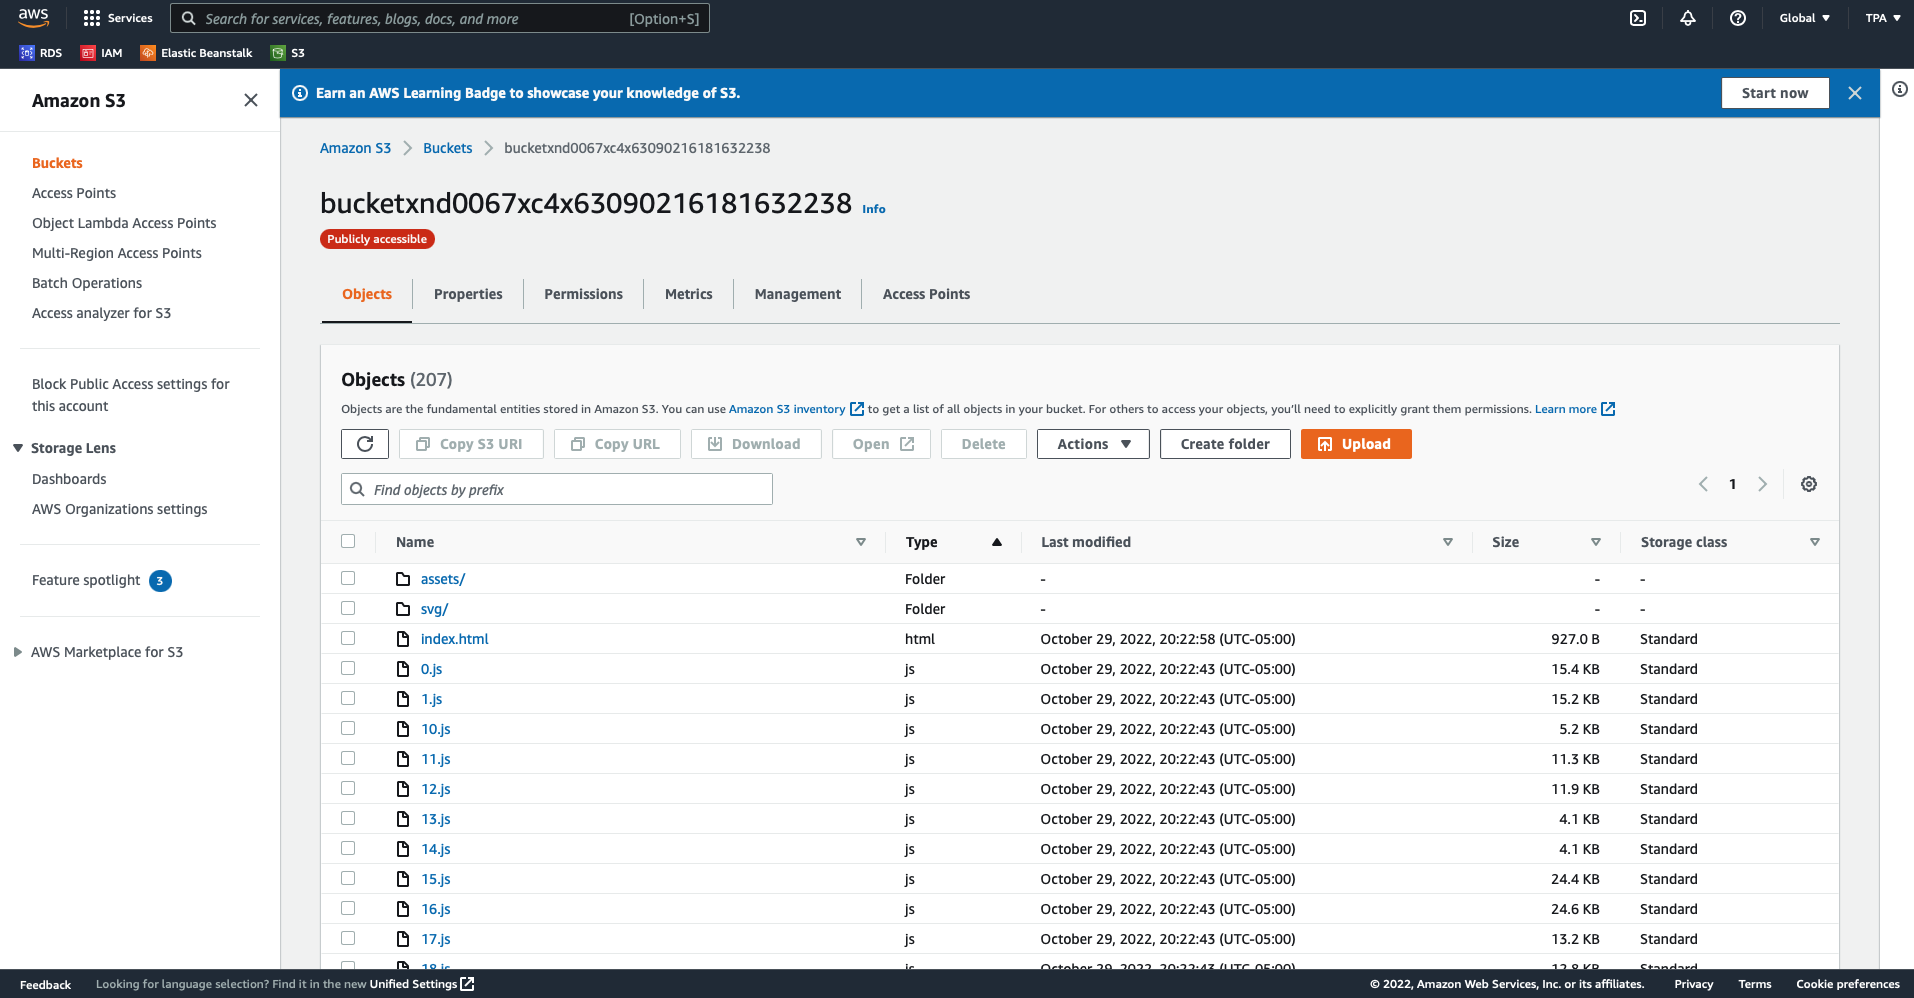 aws
Services
Search for services, features, blogs, docs, and more
[Option+S]
Global
TPA
RDS
IAM
Elastic Beanstalk
S3
Amazon S3
Buckets
Access Points
Object Lambda Access Points
Multi-Region Access Points
Batch Operations
Access analyzer for S3
Block Public Access settings for
this account
Storage Lens
Dashboards
AWS Organizations settings
Feature spotlight 3
AWS Marketplace for S3
Earn an AWS Learning Badge to showcase your knowledge of S3.
Start now
Amazon S3 Buckets bucketxnd0067xc4x63090216181632238
bucketxnd0067xc4x63090216181632238 Info
Publicly accessible
Objects Properties Permissions Metrics Management Access Points
Objects (207)
Objects are the fundamental entities stored in Amazon S3. You can use Amazon S3 inventory to get a list of all objects in your bucket. For others to access your objects, you'll need to explicitly grant them permissions. Learn more
Copy S3 URI Copy URL Download Open Delete Actions Create folder Upload
Find objects by prefix
1
Name Type Last modified Size Storage class
assets/ Folder - - -
svg/ Folder - - -
index.html html October 29, 2022, 20:22:58 (UTC-05:00) 927.0 B Standard
0.js js October 29, 2022, 20:22:43 (UTC-05:00) 15.4 KB Standard
1.js js October 29, 2022, 20:22:43 (UTC-05:00) 15.2 KB Standard
10.js js October 29, 2022, 20:22:43 (UTC-05:00) 5.2 KB Standard
11.js js October 29, 2022, 20:22:43 (UTC-05:00) 11.3 KB Standard
12.js js October 29, 2022, 20:22:43 (UTC-05:00) 11.9 KB Standard
13.js js October 29, 2022, 20:22:43 (UTC-05:00) 4.1 KB Standard
14.js js October 29, 2022, 20:22:43 (UTC-05:00) 4.1 KB Standard
15.js js October 29, 2022, 20:22:43 (UTC-05:00) 24.4 KB Standard
16.js js October 29, 2022, 20:22:43 (UTC-05:00) 24.6 KB Standard
17.js js October 29, 2022, 20:22:43 (UTC-05:00) 13.2 KB Standard
18.js js October 29, 2022, 20:22:43 (UTC-05:00) 12.8 KB Standard
Feedback Looking for language selection? Find it in the new Unified Settings © 2022, Amazon Web Services, Inc. or its affiliates. Privacy Terms Cookie preferences